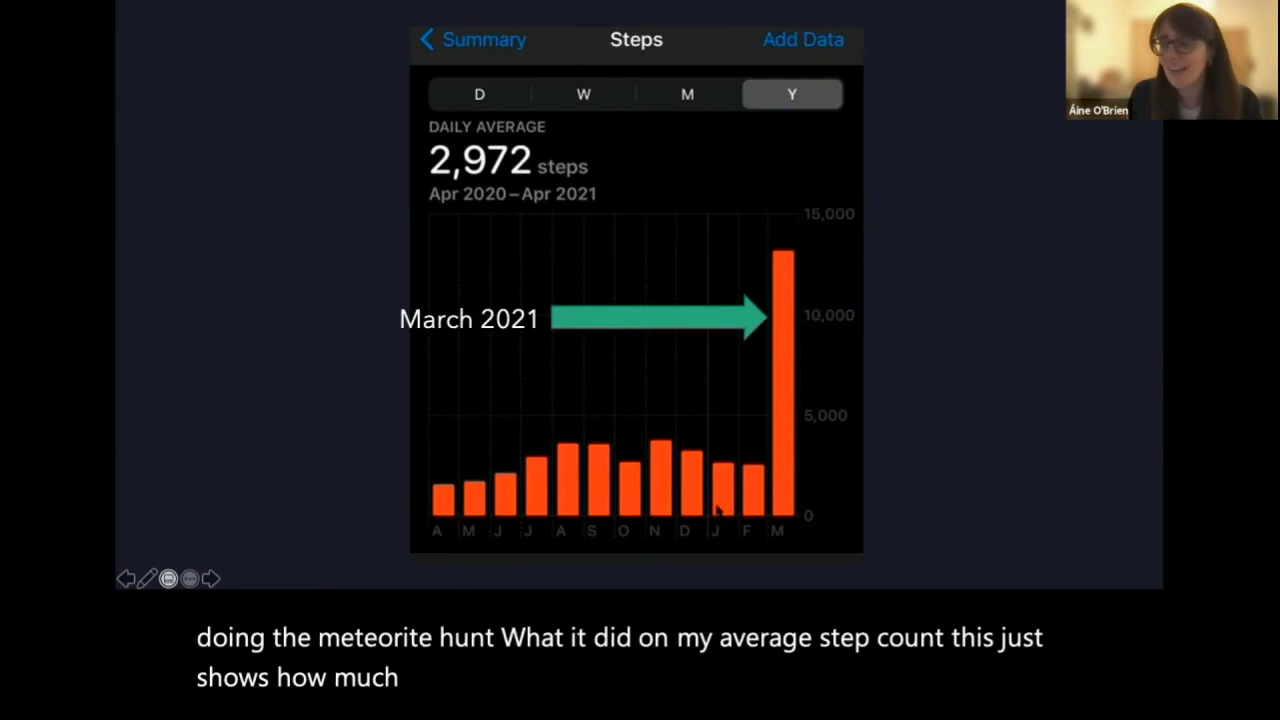 Summary Steps Add Data
D W M Y
DAILY AVERAGE
2,972 steps
Apr 2020–Apr 2021
15,000
March 2021
10,000
5,000
0
A M J J A S O N D J F M
Áine O'Brien
doing the meteorite hunt What it did on my average step count this just
shows how much